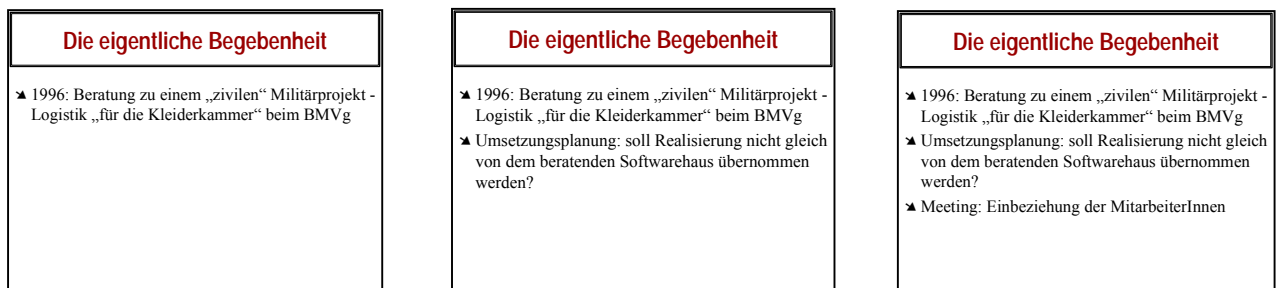 Die eigentliche Begebenheit
1996: Beratung zu einem „zivilen“ Militärprojekt -
Logistik „für die Kleiderkammer“ beim BMVg
Die eigentliche Begebenheit
1996: Beratung zu einem „zivilen“ Militärprojekt -
Logistik „für die Kleiderkammer“ beim BMVg
Umsetzungsplanung: soll Realisierung nicht gleich
von dem beratenden Softwarehaus übernommen
werden?
Die eigentliche Begebenheit
1996: Beratung zu einem „zivilen“ Militärprojekt -
Logistik „für die Kleiderkammer“ beim BMVg
Umsetzungsplanung: soll Realisierung nicht gleich
von dem beratenden Softwarehaus übernommen
werden?
Meeting: Einbeziehung der MitarbeiterInnen